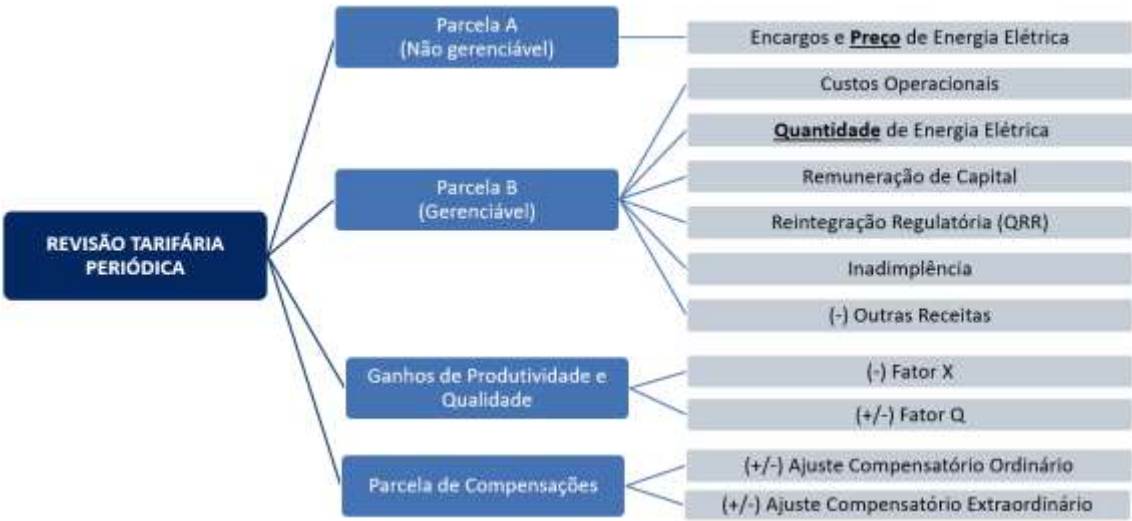 REVISÃO TARIFÁRIA
PERIÓDICA
Parcela A
(Não gerenciável)
Encargos e Preço de Energia Elétrica
Parcela B
(Gerenciável)
Custos Operacionais
Quantidade de Energia Elétrica
Remuneração de Capital
Reintegração Regulatória (QRR)
Inadimplência
(-) Outras Receitas
Ganhos de Produtividade e
Qualidade
(-) Fator X
(+/-) Fator Q
Parcela de Compensações
(+/-) Ajuste Compensatório Ordinário
(+/-) Ajuste Compensatório Extraordinário